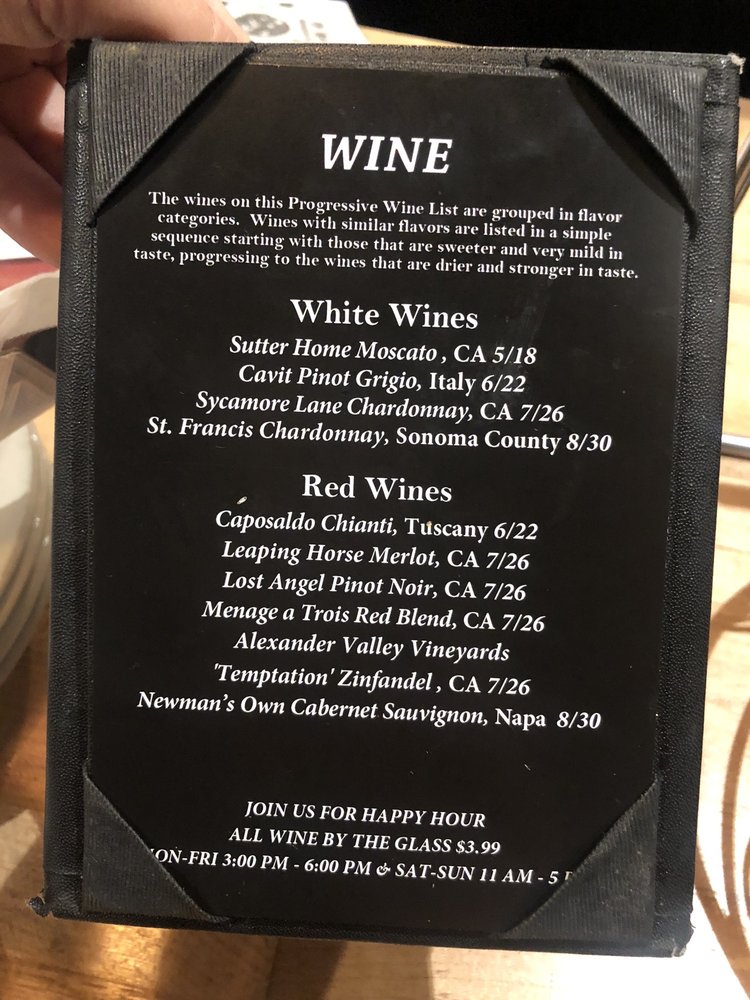 WINE
The wines on this Progressive Wine List are grouped in flavor
categories. Wines with similar flavors are listed in a simple
sequence starting with those that are sweeter and very mild in
taste, progressing to the wines that are drier and stronger in taste.
White Wines
Sutter Home Moscato , CA 5/18
Cavit Pinot Grigio, Italy 6/22
Sycamore Lane Chardonnay, CA 7/26
St. Francis Chardonnay, Sonoma County 8/30
Red Wines
Caposaldo Chianti, Tuscany 6/22
Leaping Horse Merlot, CA 7/26
Lost Angel Pinot Noir, CA 7/26
Menage a Trois Red Blend, CA 7/26
Alexander Valley Vineyards
'Temptation' Zinfandel , CA 7/26
Newman's Own Cabernet Sauvignon, Napa 8/30
JOIN US FOR HAPPY HOUR
ALL WINE BY THE GLASS $3.99
ON-FRI 3:00 PM - 6:00 PM & SAT-SUN 11 AM - 5